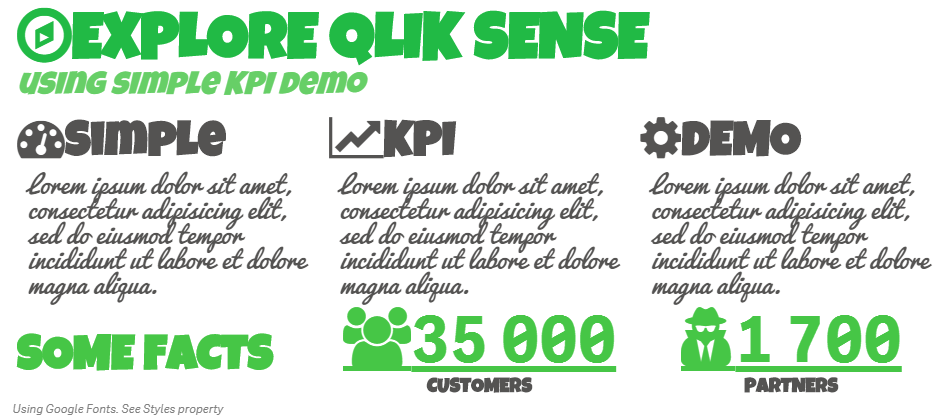 EXPLORE QLIK SENSE
using simple KPI Demo
Simple
Lorem ipsum dolor sit amet,
consectetur adipisicing elit,
sed do eiusmod tempor
incididunt ut labore et dolore
magna aliqua.
KPI
Lorem ipsum dolor sit amet,
consectetur adipisicing elit,
sed do eiusmod tempor
incididunt ut labore et dolore
magna aliqua.
DEMO
Lorem ipsum dolor sit amet,
consectetur adipisicing elit,
sed do eiusmod tempor
incididunt ut labore et dolore
magna aliqua.
SOME FACTS
35 000
CUSTOMERS
1 700
PARTNERS
Using Google Fonts. See Styles property